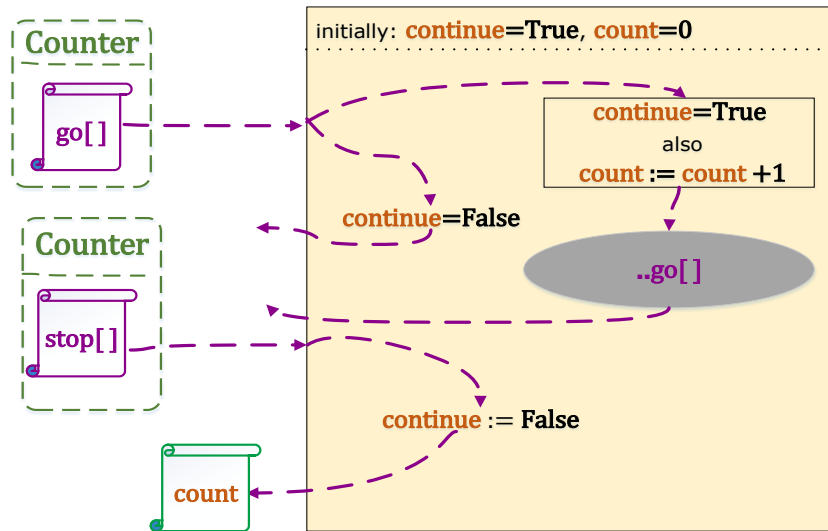 initially: continue=True, count=0
Counter
go[ ]
continue=True
also
count := count +1
continue=False
Counter
..go[ ]
stop[ ]
continue := False
count